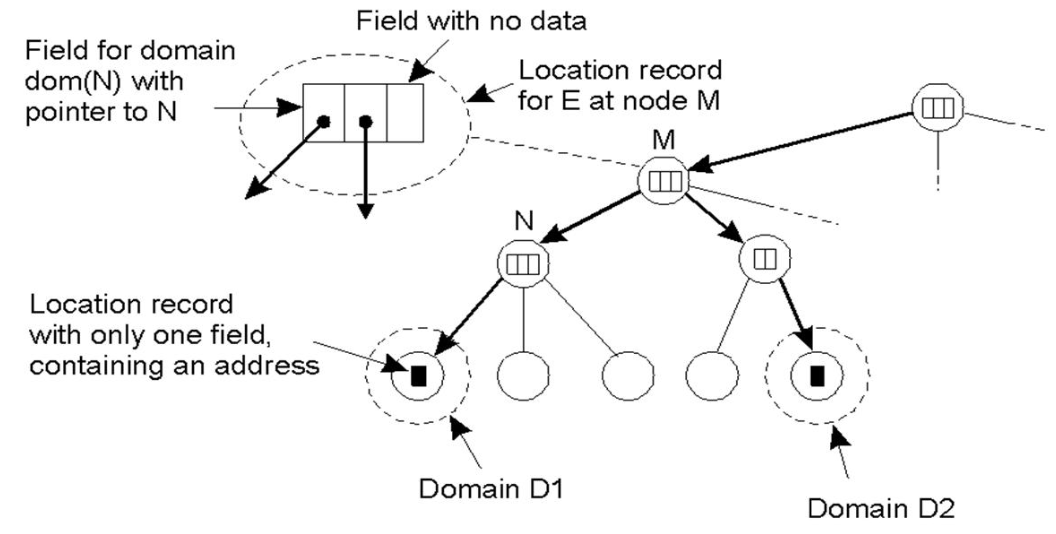 Field with no data
Field for domain
dom(N) with
pointer to N
Location record
for E at node M
M
N
Location record
with only one field,
containing an address
Domain D1
Domain D2